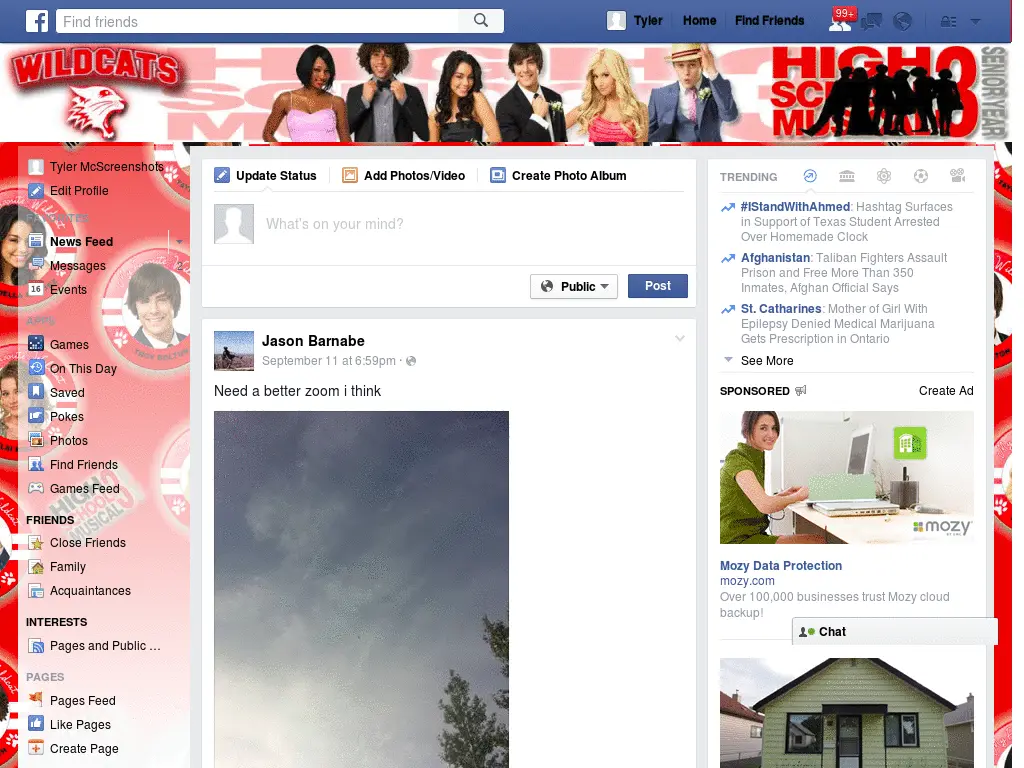 Find friends
Tyler
Home
Find Friends
99+
WILDCATS
HIGH
SCHOOL
MUSICAL
3
SENIOR YEAR
Tyler McScreenshots
Edit Profile
FAVORITES
News Feed
Messages
16 Events
APPS
Games
On This Day
Saved
Pokes
Photos
Find Friends
Games Feed
FRIENDS
Close Friends
Family
Acquaintances
INTERESTS
Pages and Public ...
PAGES
Pages Feed
Like Pages
Create Page
Update Status
Add Photos/Video
Create Photo Album
What's on your mind?
Public
Post
Jason Barnabe
September 11 at 6:59pm ·
Need a better zoom i think
TRENDING
#IStandWithAhmed: Hashtag Surfaces
in Support of Texas Student Arrested
Over Homemade Clock
Afghanistan: Taliban Fighters Assault
Prison and Free More Than 350
Inmates, Afghan Official Says
St. Catharines: Mother of Girl With
Epilepsy Denied Medical Marijuana
Gets Prescription in Ontario
See More
SPONSORED
Create Ad
mozy
Mozy Data Protection
mozy.com
Over 100,000 businesses trust Mozy cloud
backup!
Chat